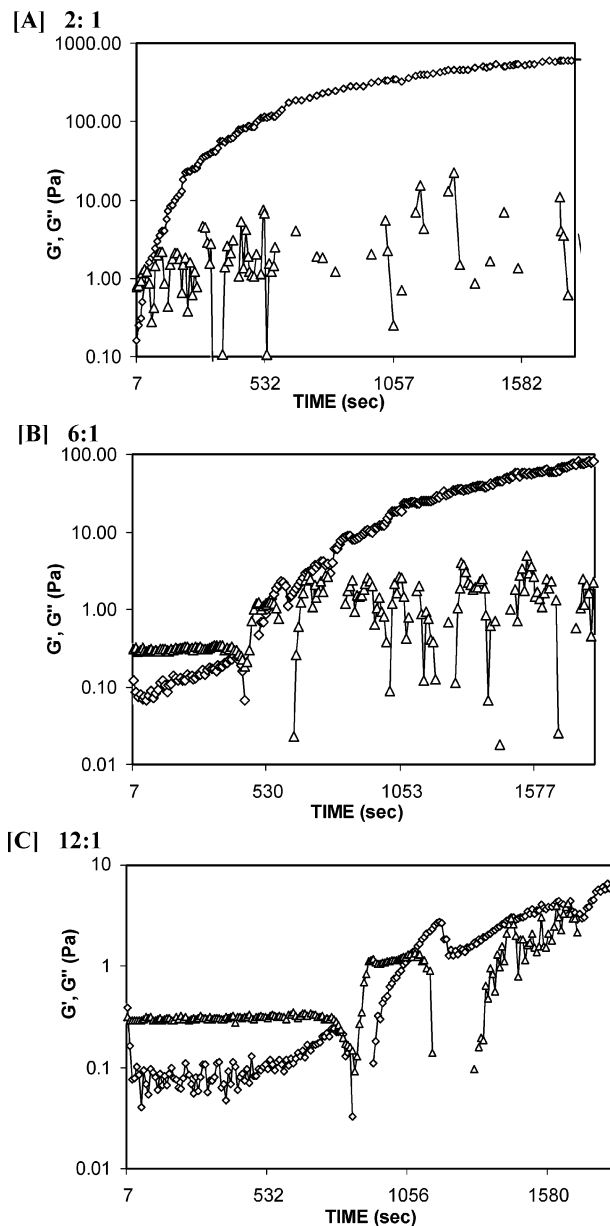 [A] 2: 1
1000.00
100.00
10.00
1.00
0.10
G', G" (Pa)
7 532 1057 1582
TIME (sec)
[B] 6:1
100.00
10.00
1.00
0.10
0.01
G', G" (Pa)
7 530 1053 1577
TIME (sec)
[C] 12:1
10
1
0.1
0.01
G', G" (Pa)
7 532 1056 1580
TIME (sec)